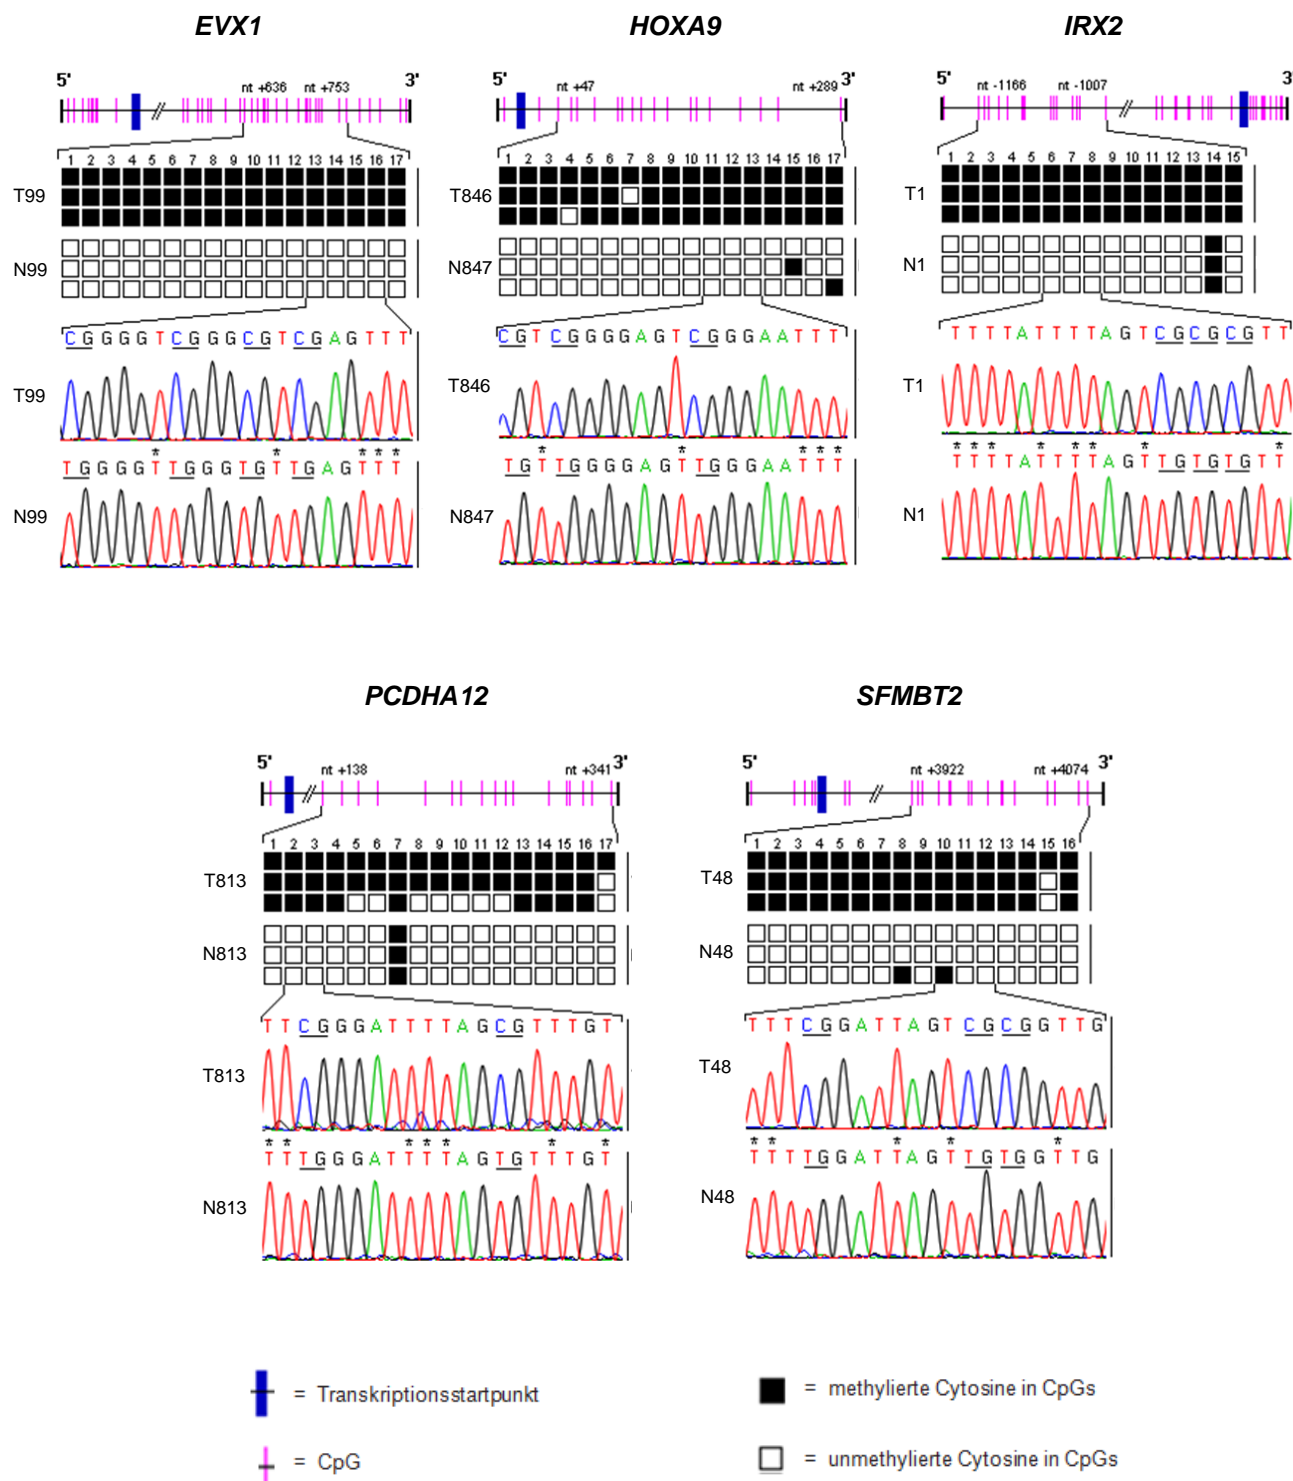 EVX1 HOXA9 IRX2
5' 3' 5' 3' 5' 3'
nt +636 nt +753 nt +47 nt +289 nt -1166 nt -1007
1 2 3 4 5 6 7 8 9 10 11 12 13 14 15 16 17 1 2 3 4 5 6 7 8 9 10 11 12 13 14 15 16 17 1 2 3 4 5 6 7 8 9 10 11 12 13 14 15
T99 T846 T1
N99 N847 N1
CGGGGTCGGGCGTCGAGTTT CGTCGGGGAGTCGGGAATTT TTTTATTTTAGTCGCGCGTT
T99 T846 T1
* * * * * * * * * * * * * * * * * *
TGGGGTTGGGTGTTGAGTTT TGTTGGGGAGTTGGGAATTT TTTTATTTTAGTTGTGTGTT
N99 N847 N1
PCDHA12 SFMBT2
5' 3' 5' 3'
nt +138 nt +341 nt +3922 nt +4074
1 2 3 4 5 6 7 8 9 10 11 12 13 14 15 16 17 1 2 3 4 5 6 7 8 9 10 11 12 13 14 15 16
T813 T48
N813 N48
TTCGGGATTTTAGCGTTTGT TTTCGGATTAGTCGCGGTTG
T813 T48
* * * * * * * * * * * *
TTTGGGATTTTAGTGTTTGT TTTTGGATTAGTTGTGGTTG
N813 N48
= Transkriptionsstartpunkt = methylierte Cytosine in CpGs
= CpG = unmethylierte Cytosine in CpGs